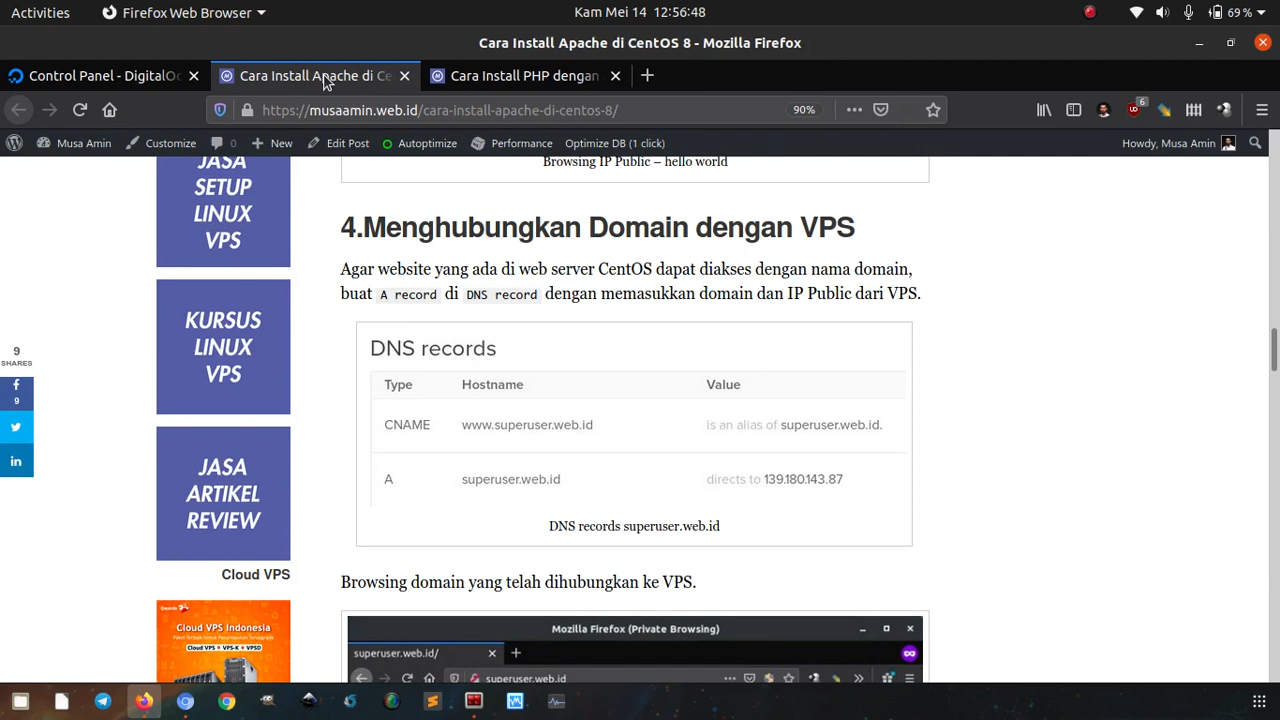 Activities
Firefox Web Browser
Kam Mei 14 12:56:48
69 %
Cara Install Apache di CentOS 8 - Mozilla Firefox
Control Panel - DigitalOc
Cara Install Apache di Ce
Cara Install PHP dengan
https://musaamin.web.id/cara-install-apache-di-centos-8/
90%
6
Musa Amin
Customize
0
New
Edit Post
Autoptimize
Performance
Optimize DB (1 click)
Howdy, Musa Amin
JASA
SETUP
LINUX
VPS
KURSUS
LINUX
VPS
JASA
ARTIKEL
REVIEW
Cloud VPS
Cloud VPS Indonesia
Cloud VPS • VPS-K • VPSD
9
SHARES
9
Browsing IP Public – hello world
4.Menghubungkan Domain dengan VPS
Agar website yang ada di web server CentOS dapat diakses dengan nama domain,
buat A record di DNS record dengan memasukkan domain dan IP Public dari VPS.
DNS records
Type Hostname Value
CNAME www.superuser.web.id is an alias of superuser.web.id.
A superuser.web.id directs to 139.180.143.87
DNS records superuser.web.id
Browsing domain yang telah dihubungkan ke VPS.
Mozilla Firefox (Private Browsing)
superuser.web.id/
superuser.web.id